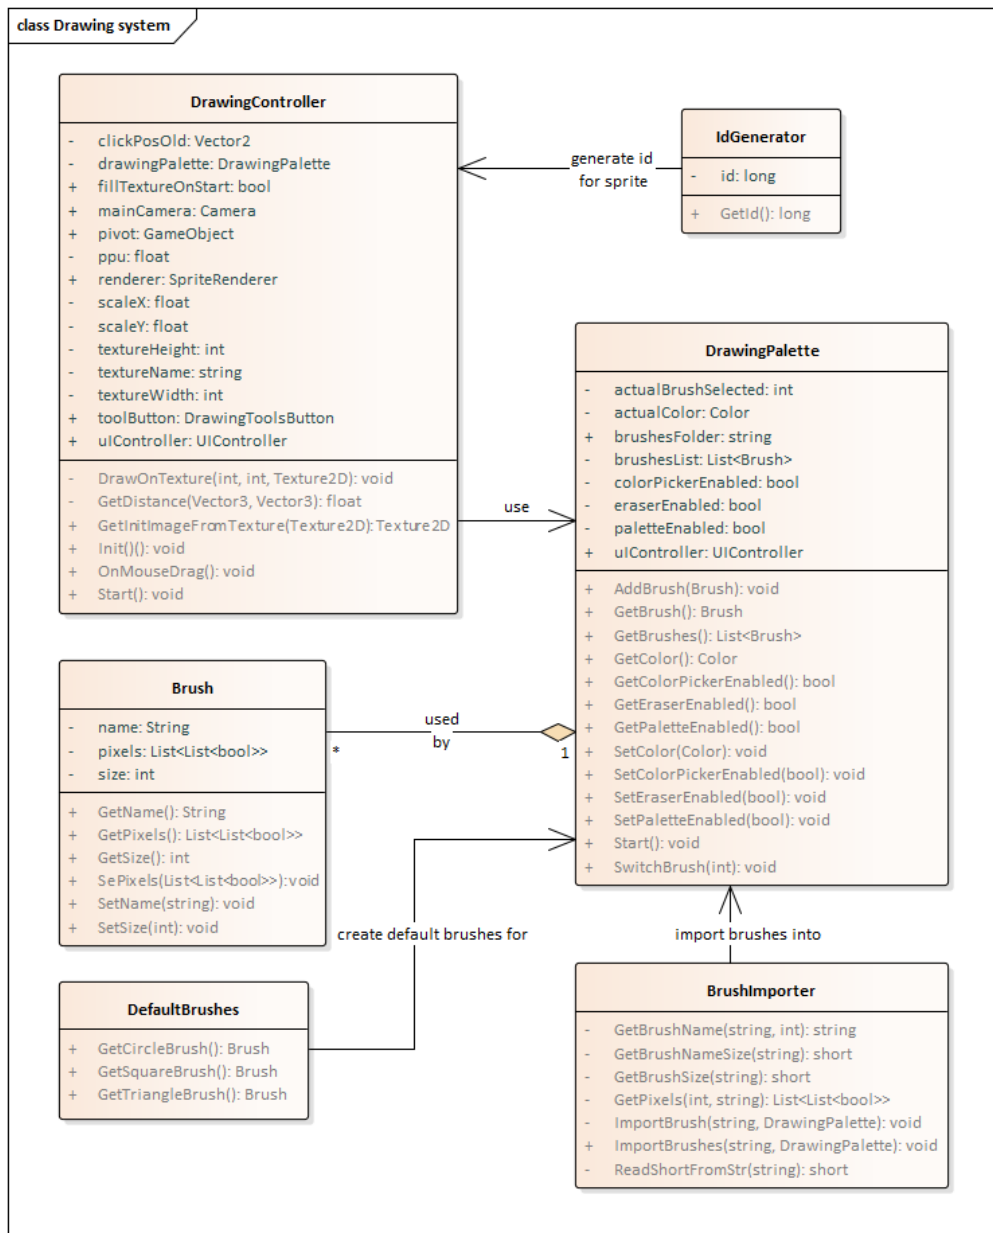 class Drawing system
DrawingController
- clickPosOld: Vector2
- drawingPalette: DrawingPalette
+ fillTextureOnStart: bool
+ mainCamera: Camera
+ pivot: GameObject
- ppu: float
+ renderer: SpriteRenderer
- scaleX: float
- scaleY: float
- textureHeight: int
- textureName: string
- textureWidth: int
+ toolButton: DrawingToolsButton
+ uIController: UIController
- DrawOnTexture(int, int, Texture2D): void
- GetDistance(Vector3, Vector3): float
+ GetInitImageFromTexture(Texture2D):Texture2D
+ Init()(): void
+ OnMouseDrag(): void
+ Start(): void
generate id
for sprite
IdGenerator
- id: long
+ GetId(): long
use
DrawingPalette
- actualBrushSelected: int
- actualColor: Color
+ brushesFolder: string
- brushesList: List<Brush>
- colorPickerEnabled: bool
- eraserEnabled: bool
- paletteEnabled: bool
+ uIController: UIController
+ AddBrush(Brush): void
+ GetBrush(): Brush
+ GetBrushes(): List<Brush>
+ GetColor(): Color
+ GetColorPickerEnabled(): bool
+ GetEraserEnabled(): bool
+ GetPaletteEnabled(): bool
+ SetColor(Color): void
+ SetColorPickerEnabled(bool): void
+ SetEraserEnabled(bool): void
+ SetPaletteEnabled(bool): void
+ Start(): void
+ SwitchBrush(int): void
Brush
- name: String
- pixels: List<List<bool>>
- size: int
+ GetName(): String
+ GetPixels(): List<List<bool>>
+ GetSize(): int
+ SePixels(List<List<bool>>):void
+ SetName(string): void
+ SetSize(int): void
used
by
*
1
create default brushes for
import brushes into
DefaultBrushes
+ GetCircleBrush(): Brush
+ GetSquareBrush(): Brush
+ GetTriangleBrush(): Brush
BrushImporter
- GetBrushName(string, int): string
- GetBrushNameSize(string): short
- GetBrushSize(string): short
- GetPixels(int, string): List<List<bool>>
- ImportBrush(string, DrawingPalette): void
+ ImportBrushes(string, DrawingPalette): void
- ReadShortFromStr(string): short